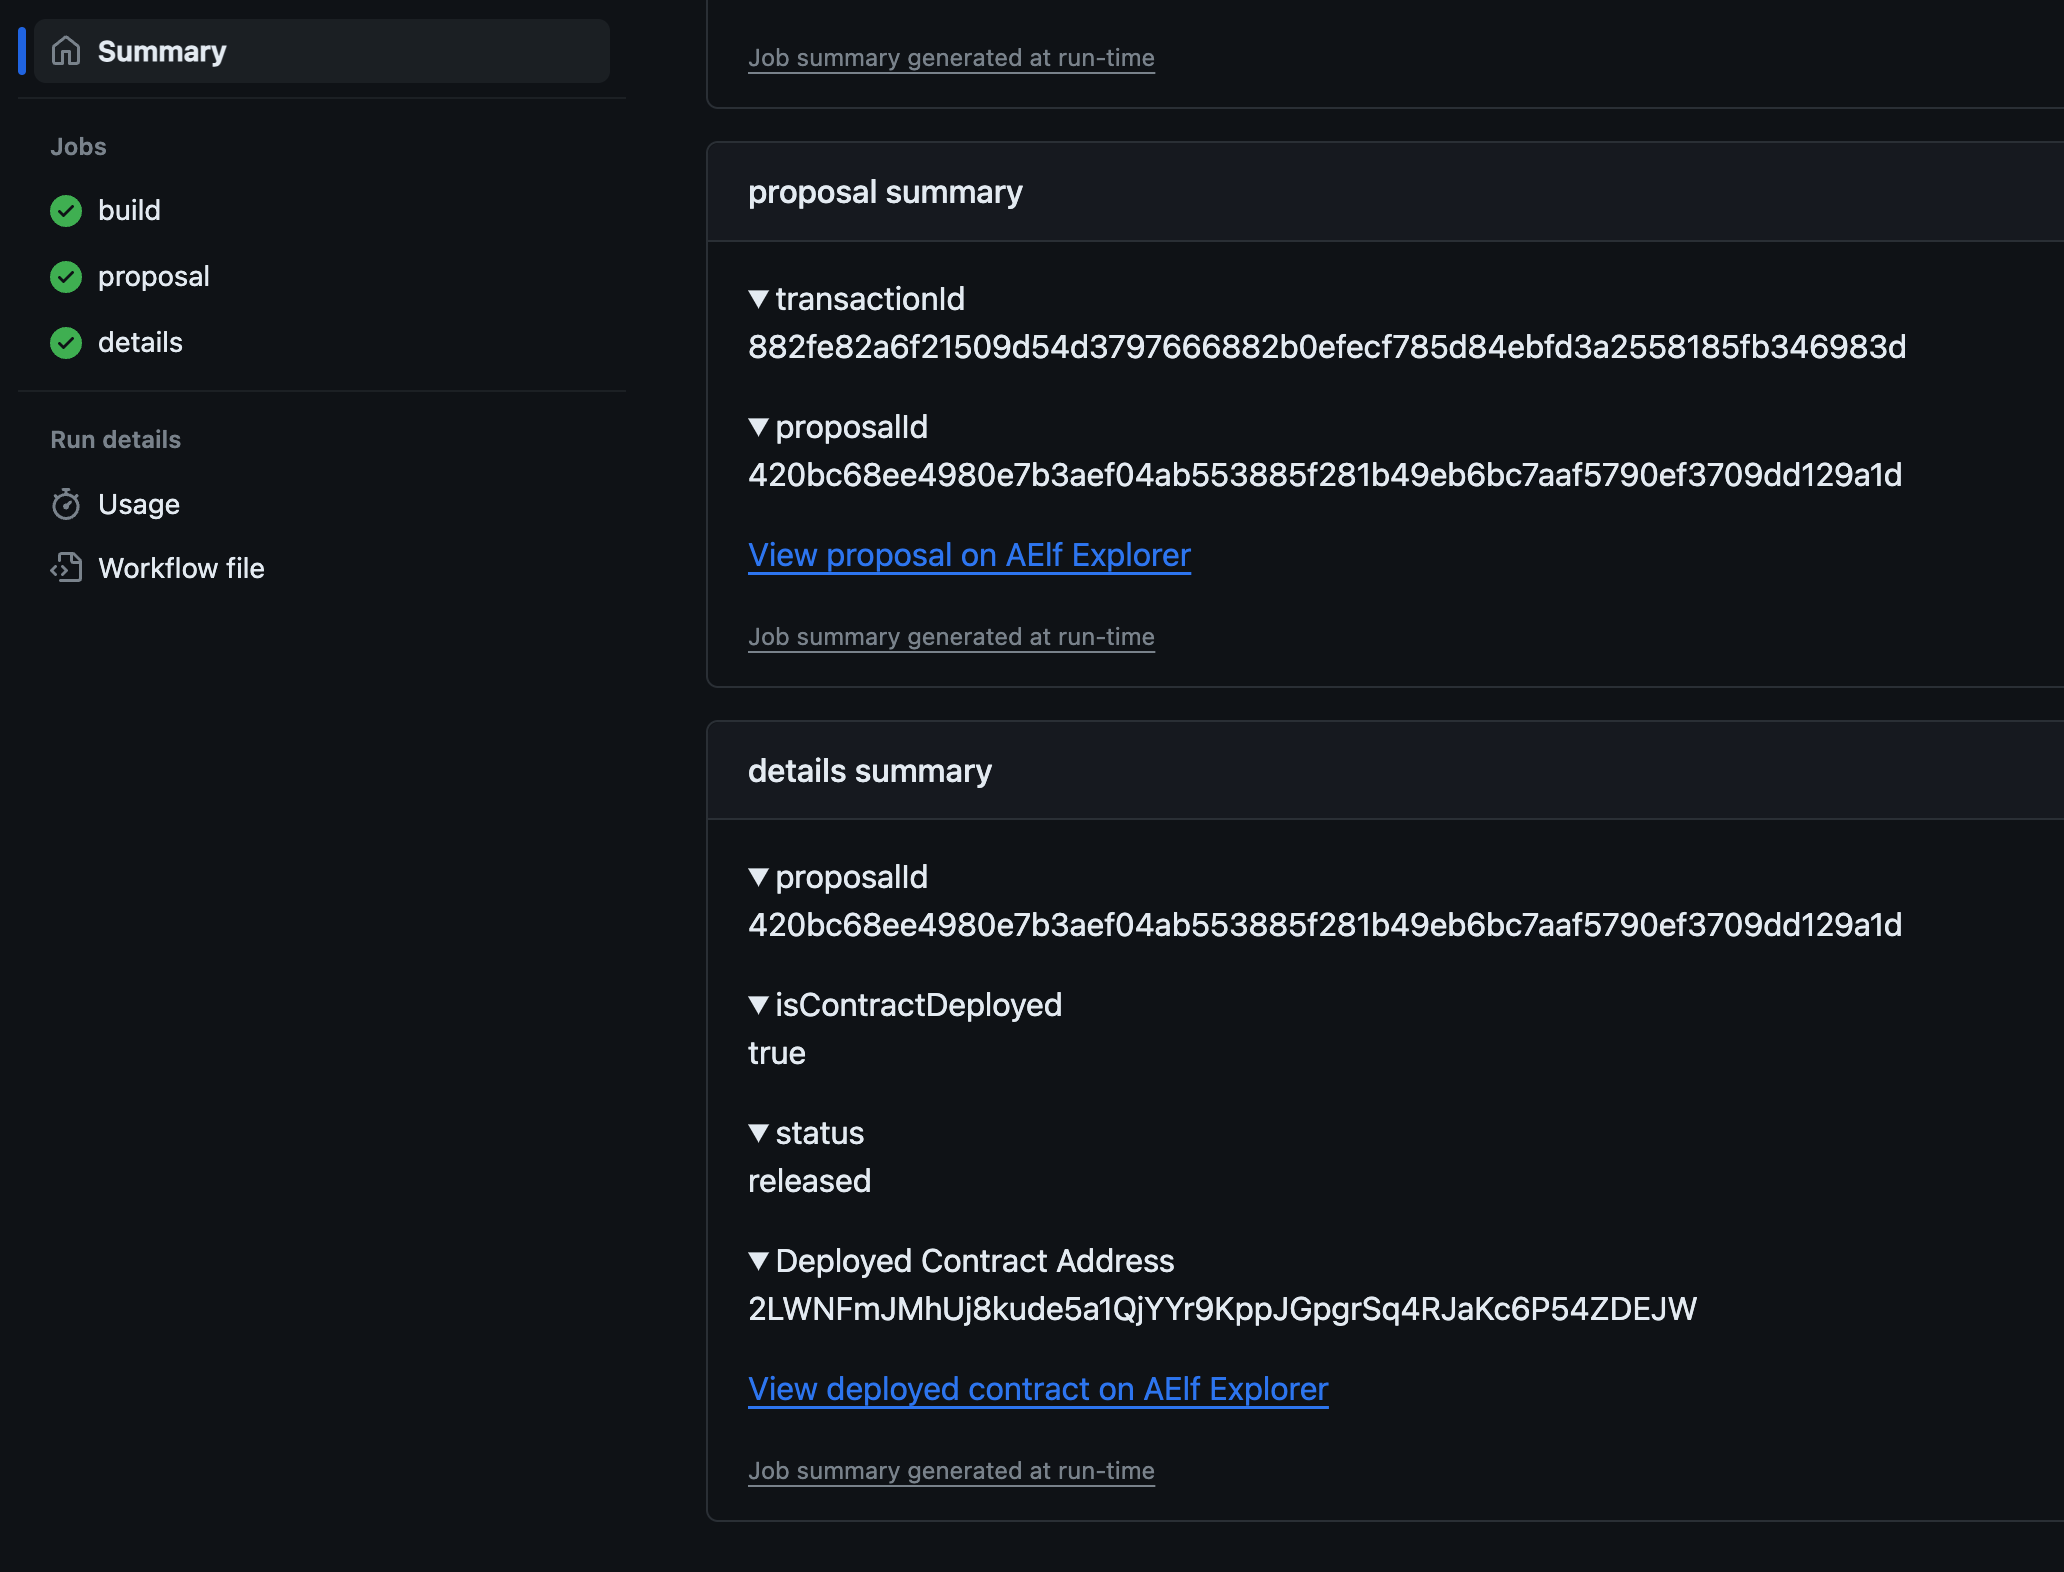 Summary
Jobs
build
proposal
details
Run details
Usage
Workflow file
Job summary generated at run-time
proposal summary
transactionId
882fe82a6f21509d54d3797666882b0efecf785d84ebfd3a2558185fb346983d
proposalId
420bc68ee4980e7b3aef04ab553885f281b49eb6bc7aaf5790ef3709dd129a1d
View proposal on AElf Explorer
Job summary generated at run-time
details summary
proposalId
420bc68ee4980e7b3aef04ab553885f281b49eb6bc7aaf5790ef3709dd129a1d
isContractDeployed
true
status
released
Deployed Contract Address
2LWNFmJMhUj8kude5a1QjYYr9KppJGpgrSq4RJaKc6P54ZDEJW
View deployed contract on AElf Explorer
Job summary generated at run-time